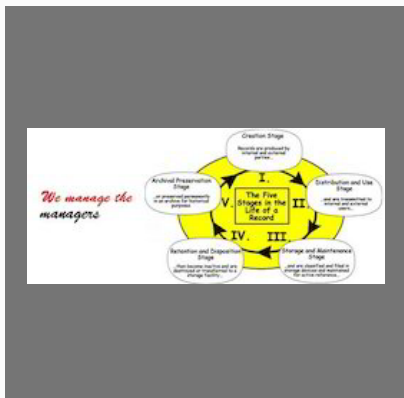 We manage the
managers
Creation Stage
Records are produced by
internal and external
parties...
I.
Distribution and Use
Stage
...and are transmitted to
internal and external
users...
II.
Storage and Maintenance
Stage
...and are classified and filed in
storage devices and maintained
for active reference...
III
Retention and Disposition
Stage
...then become inactive and are
destroyed or transferred to a
storage facility...
IV.
Archival Preservation
Stage
...or preserved permanently
in an archive for historical
purposes.
V.
The Five
Stages in the
Life of a
Record